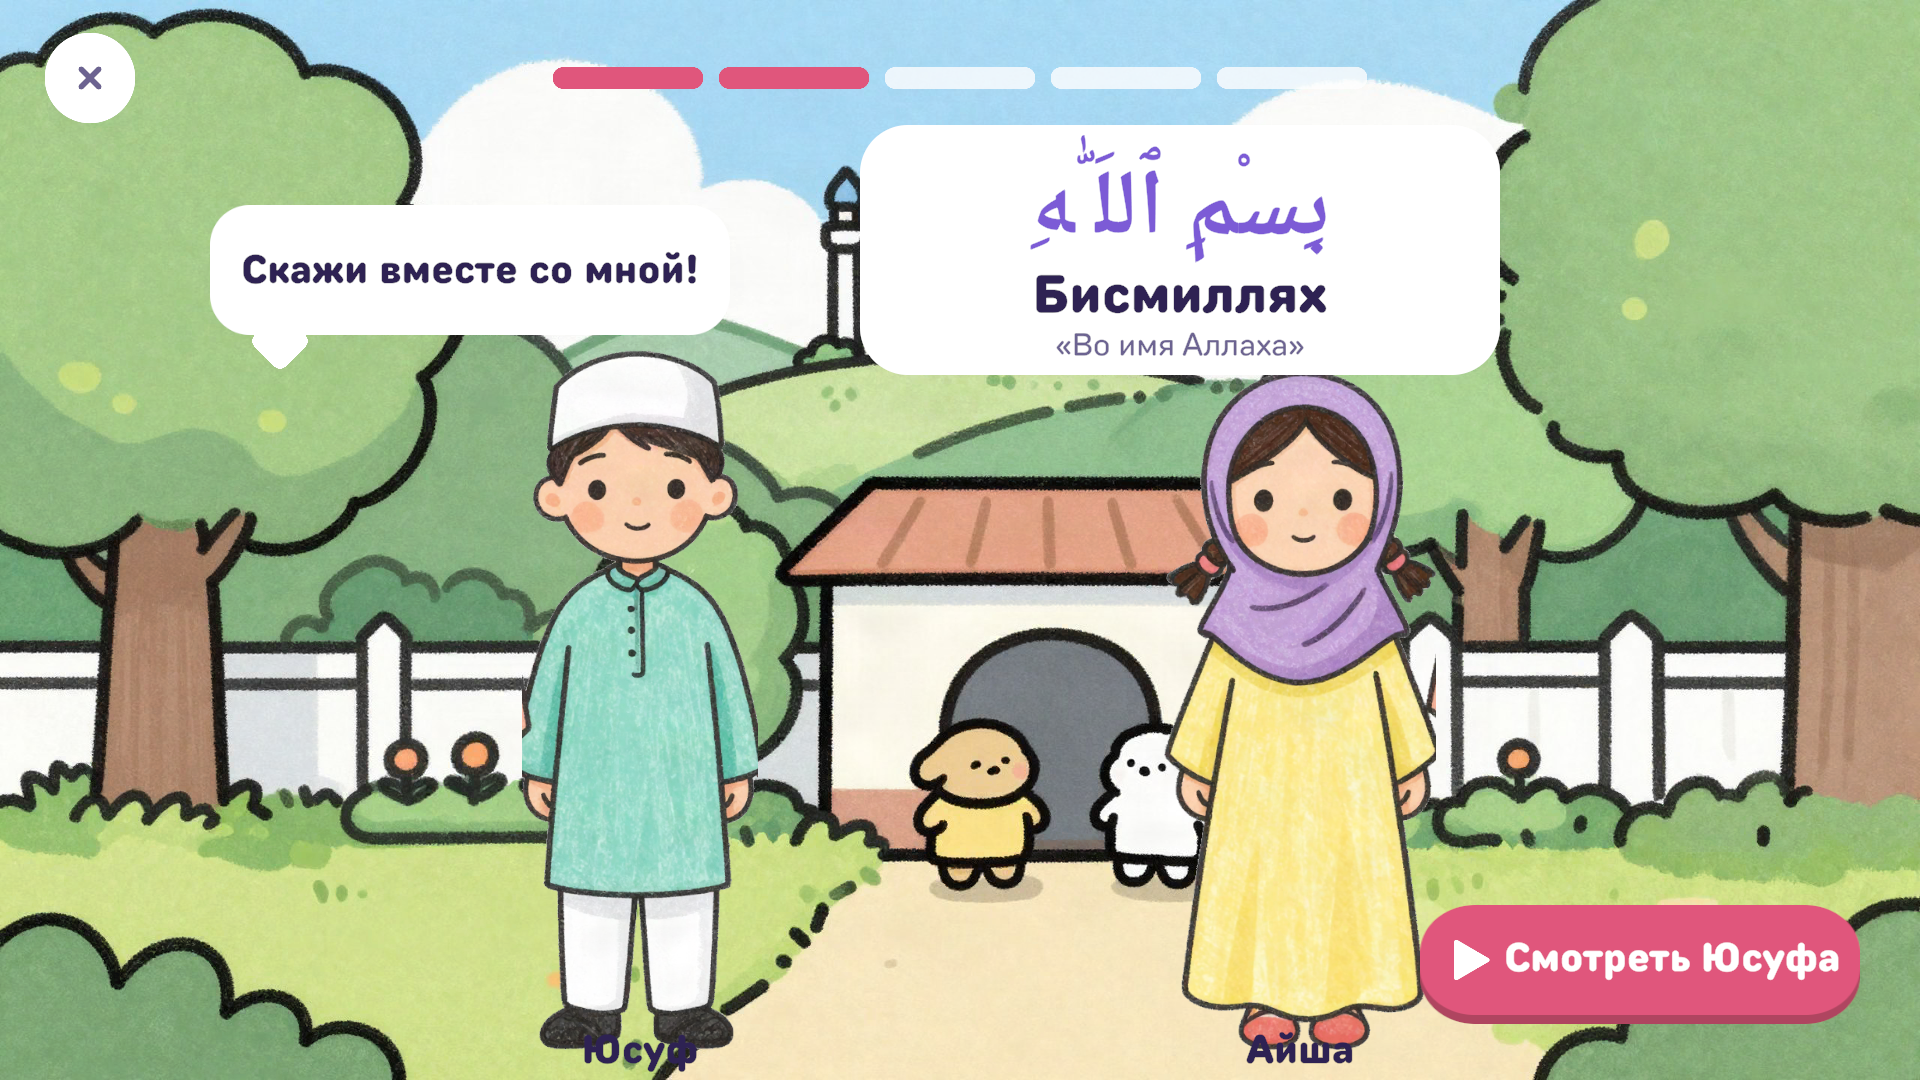 Скажи вместе со мной!
بِسْمِ ٱللَّهِ
Бисмиллях
«Во имя Аллаха»
Смотреть Юсуфа
Юсуф
Айша